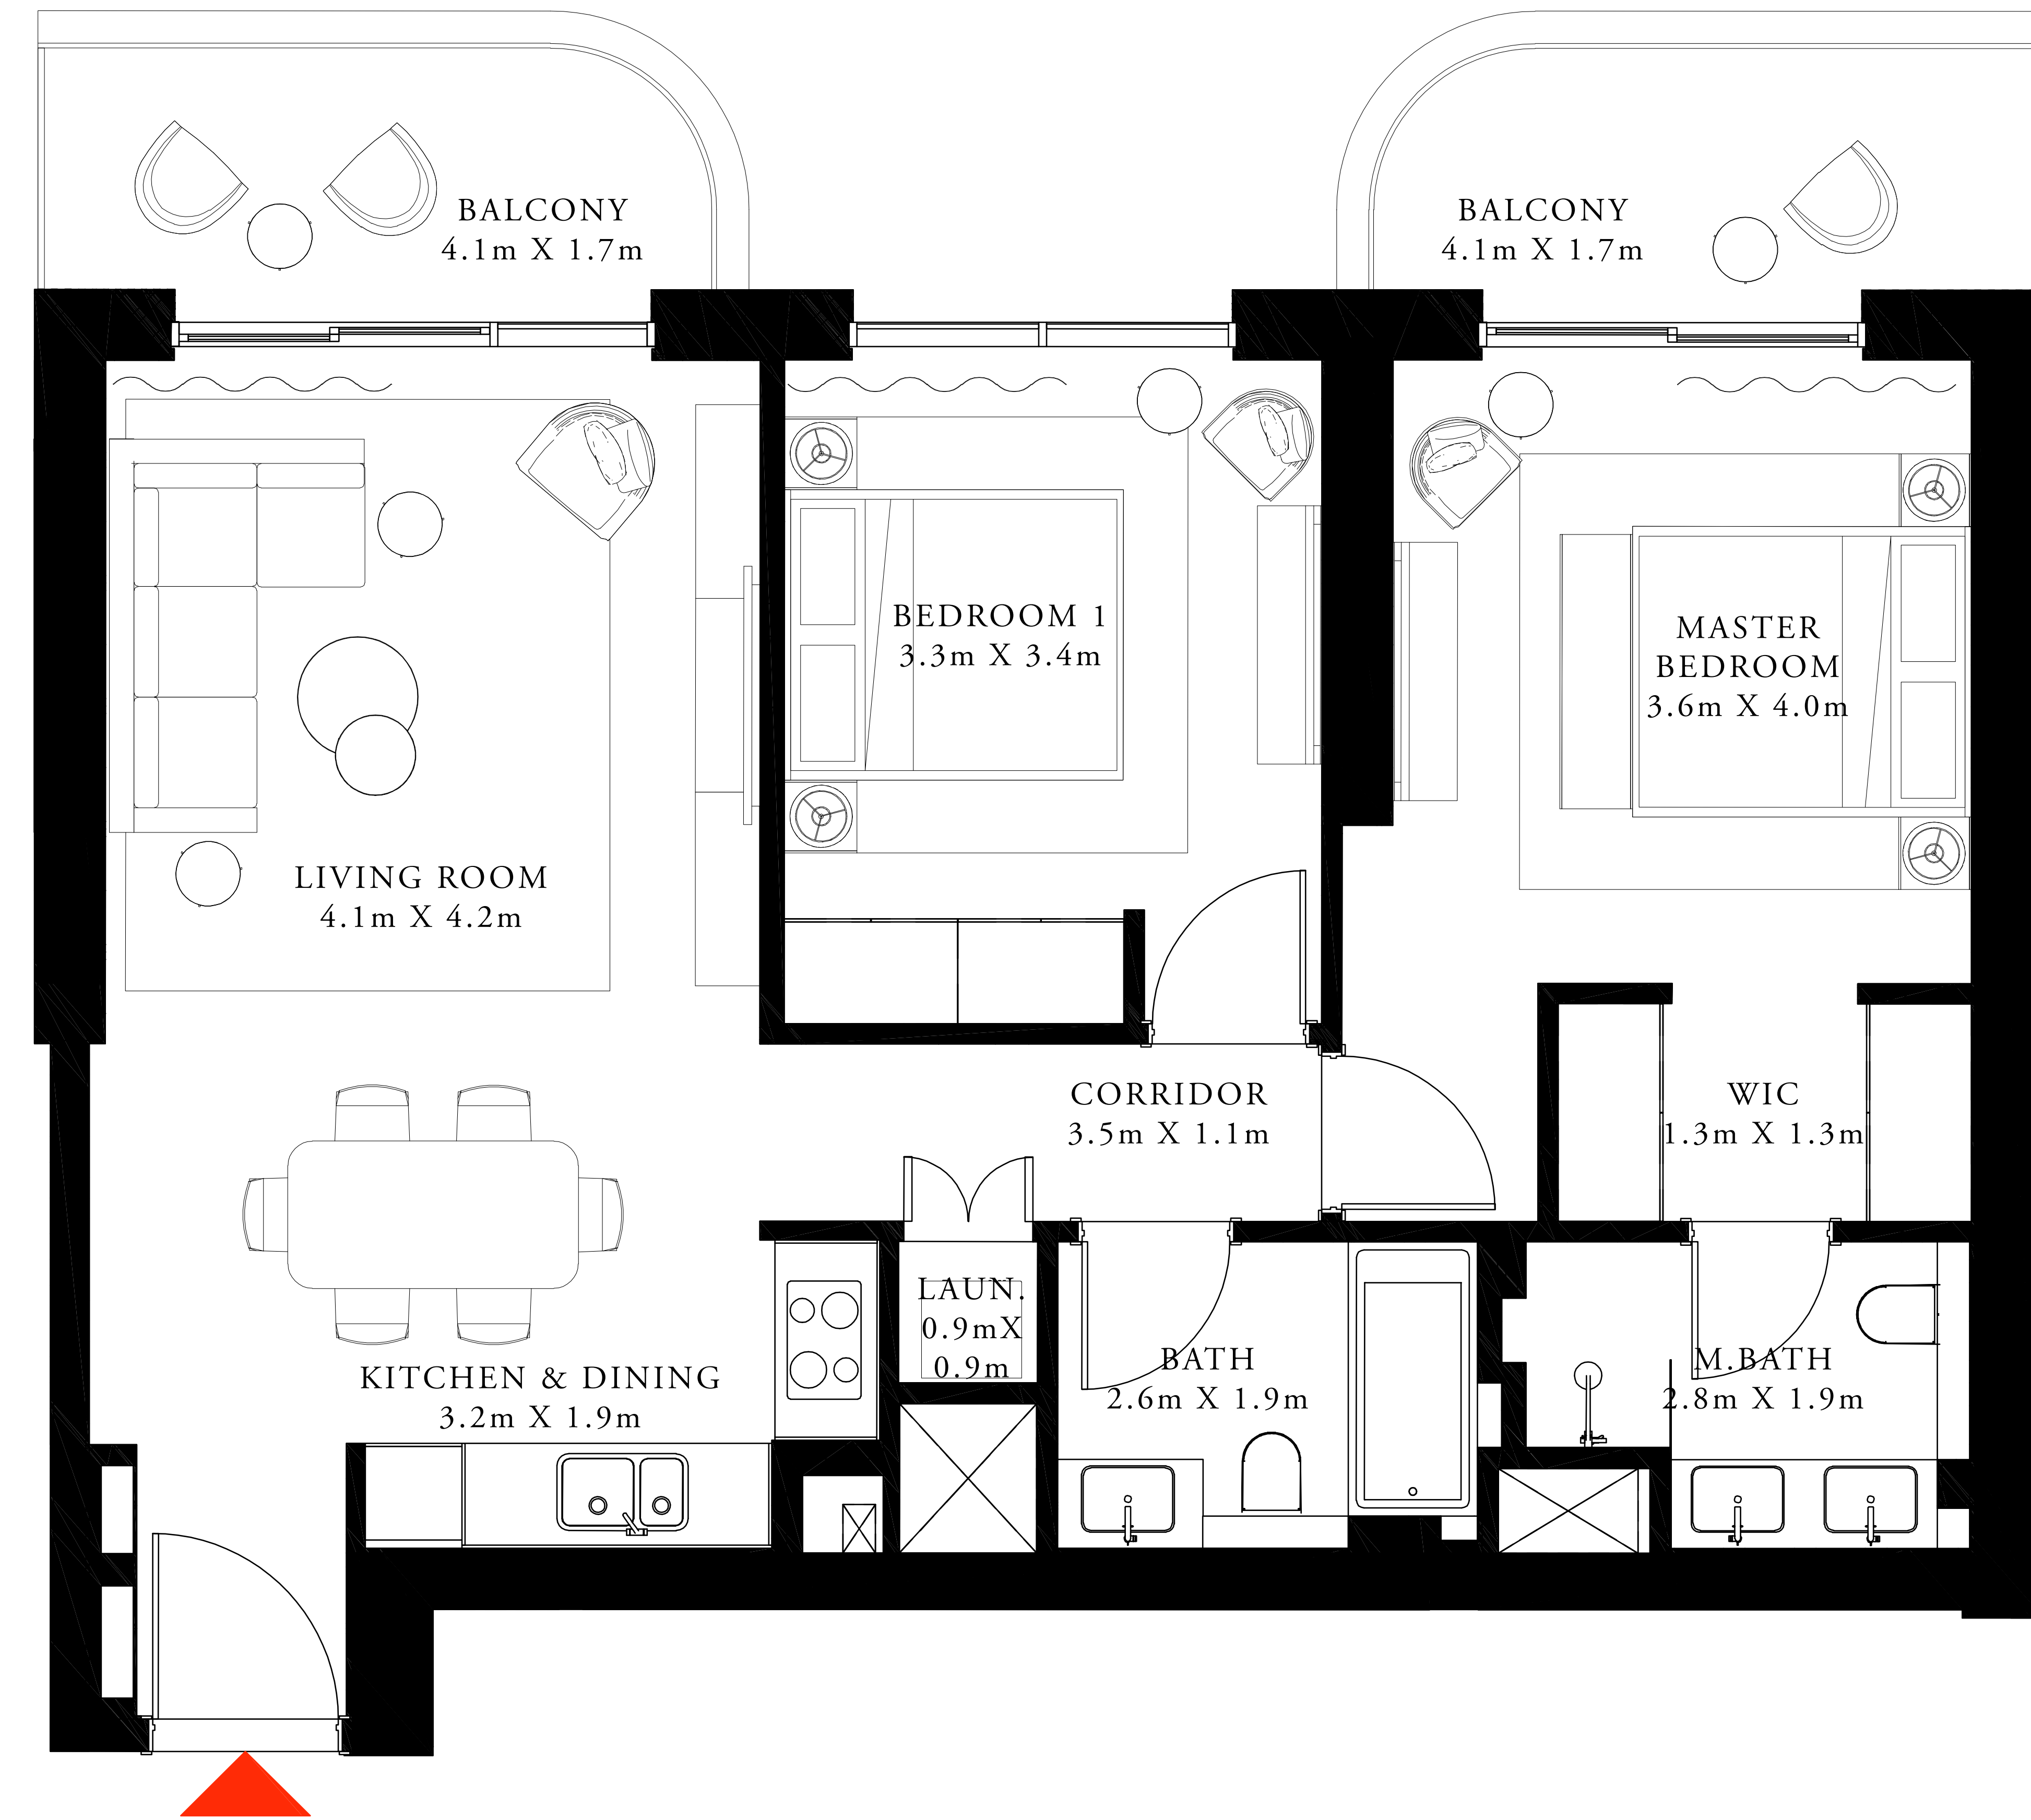 BALCONY
4.1m X 1.7m
BALCONY
4.1m X 1.7m
BEDROOM 1
3.3m X 3.4m
MASTER
BEDROOM
3.6m X 4.0m
LIVING ROOM
4.1m X 4.2m
CORRIDOR
3.5m X 1.1m
WIC
1.3m X 1.3m
LAUN.
0.9mX
0.9m
KITCHEN & DINING
3.2m X 1.9m
BATH
2.6m X 1.9m
M.BATH
2.8m X 1.9m